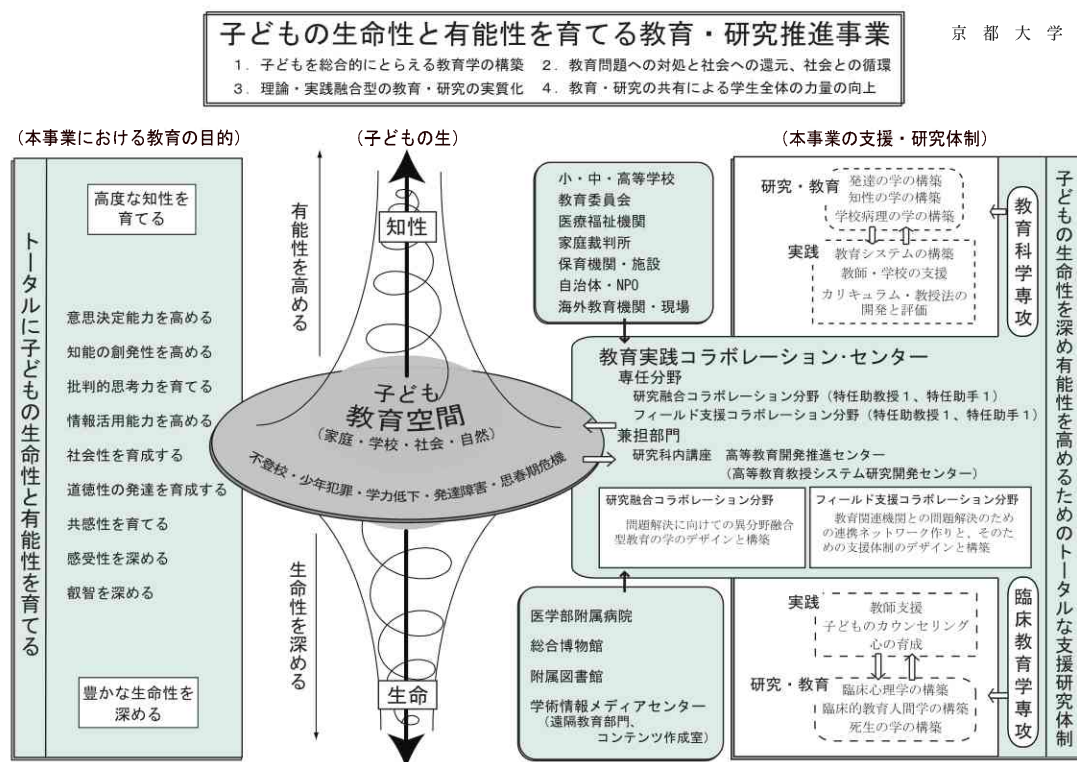 子どもの生命性と有能性を育てる教育・研究推進事業
京都大学
1．子どもを総合的にとらえる教育学の構築　2．教育問題への対処と社会への還元、社会との循環
3．理論・実践融合型の教育・研究の実質化　4．教育・研究の共有による学生全体の力量の向上
（本事業における教育の目的）
トータルに子どもの生命性と有能性を育てる
高度な知性を
育てる
意思決定能力を高める
知能の創発性を高める
批判的思考力を育てる
情報活用能力を高める
社会性を育成する
道徳性の発達を育成する
共感性を育てる
感受性を深める
叡智を深める
豊かな生命性を
深める
（子どもの生）
有能性を高める
知性
子ども
教育空間
（家庭・学校・社会・自然）
不登校・少年犯罪・学力低下・発達障害・思春期危機
生命性を深める
生命
小・中・高等学校
教育委員会
医療福祉機関
家庭裁判所
保育機関・施設
自治体・NPO
海外教育機関・現場
教育実践コラボレーション・センター
専任分野
研究融合コラボレーション分野（特任助教授1、特任助手1）
フィールド支援コラボレーション分野（特任助教授1、特任助手1）
兼担部門
研究科内講座　高等教育開発推進センター
（高等教育教授システム研究開発センター）
研究融合コラボレーション分野
問題解決に向けての異分野融合
型教育の学のデザインと構築
フィールド支援コラボレーション分野
教育関連機関との問題解決のため
の連携ネットワーク作りと、そのた
めの支援体制のデザインと構築
医学部附属病院
総合博物館
附属図書館
学術情報メディアセンター
（遠隔教育部門、
コンテンツ作成室）
（本事業の支援・研究体制）
研究・教育
発達の学の構築
知性の学の構築
学校病理の学の構築
実践
教育システムの構築
教師・学校の支援
カリキュラム・教授法の
開発と評価
教育科学専攻
実践
教師支援
子どものカウンセリング
心の育成
研究・教育
臨床心理学の構築
臨床的教育人間学の構築
死生の学の構築
臨床教育学専攻
子どもの生命性を深め有能性を高めるためのトータルな支援研究体制